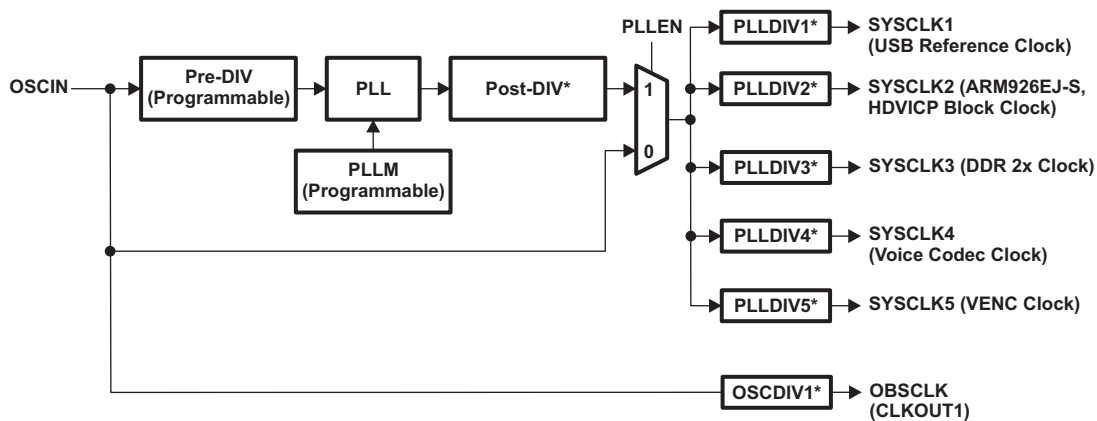 OSCIN
Pre-DIV
(Programmable)
PLL
PLLM
(Programmable)
Post-DIV*
PLLEN
1
0
PLLDIV1*
SYSCLK1
(USB Reference Clock)
PLLDIV2*
SYSCLK2 (ARM926EJ-S,
HDVICP Block Clock)
PLLDIV3*
SYSCLK3 (DDR 2x Clock)
PLLDIV4*
SYSCLK4
(Voice Codec Clock)
PLLDIV5*
SYSCLK5 (VENC Clock)
OSCDIV1*
OBSCLK
(CLKOUT1)